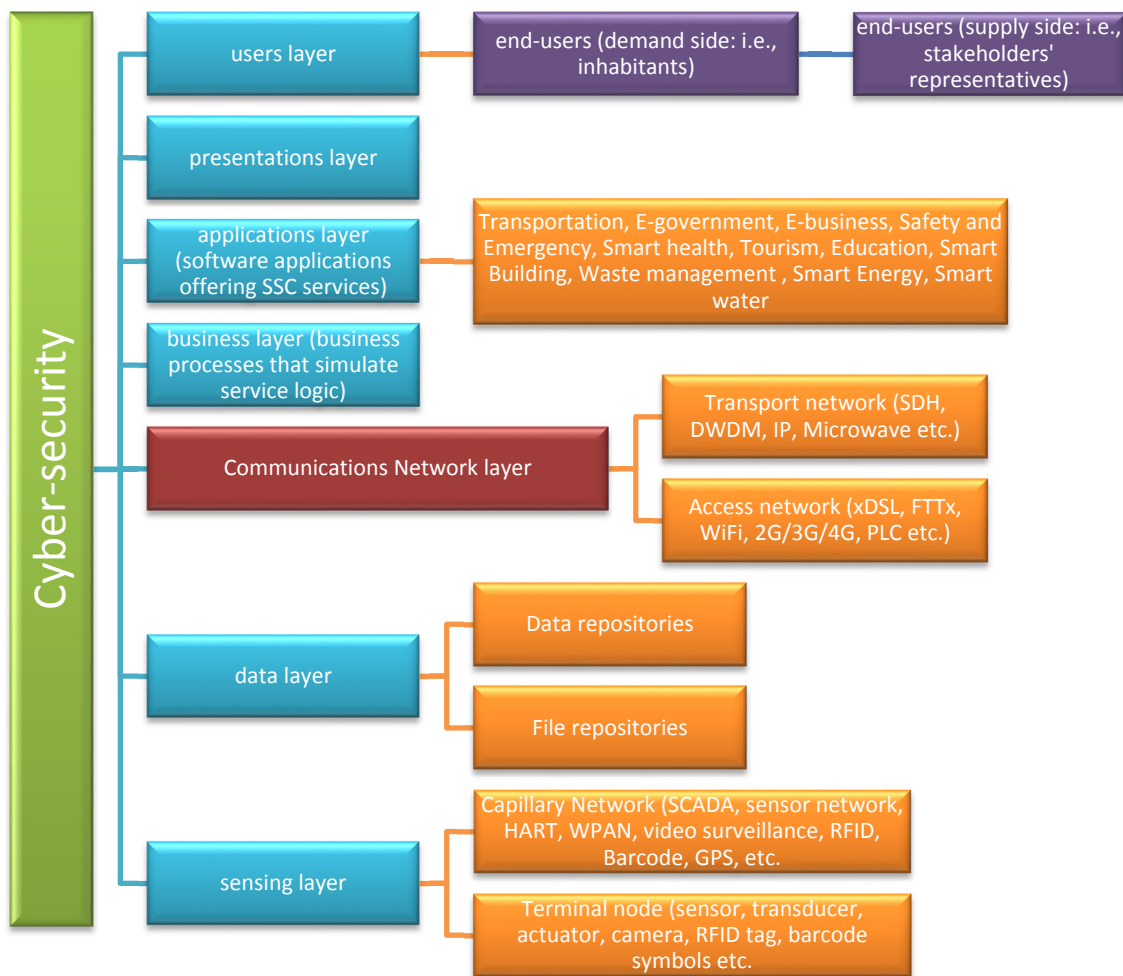 Cyber-security
users layer
end-users (demand side: i.e.,
inhabitants)
end-users (supply side: i.e.,
stakeholders'
representatives)
presentations layer
applications layer
(software applications
offering SSC services)
Transportation, E-government, E-business, Safety and
Emergency, Smart health, Tourism, Education, Smart
Building, Waste management , Smart Energy, Smart
water
business layer (business
processes that simulate
service logic)
Communications Network layer
Transport network (SDH,
DWDM, IP, Microwave etc.)
Access network (xDSL, FTTx,
WiFi, 2G/3G/4G, PLC etc.)
data layer
Data repositories
File repositories
sensing layer
Capillary Network (SCADA, sensor network,
HART, WPAN, video surveillance, RFID,
Barcode, GPS, etc.
Terminal node (sensor, transducer,
actuator, camera, RFID tag, barcode
symbols etc.